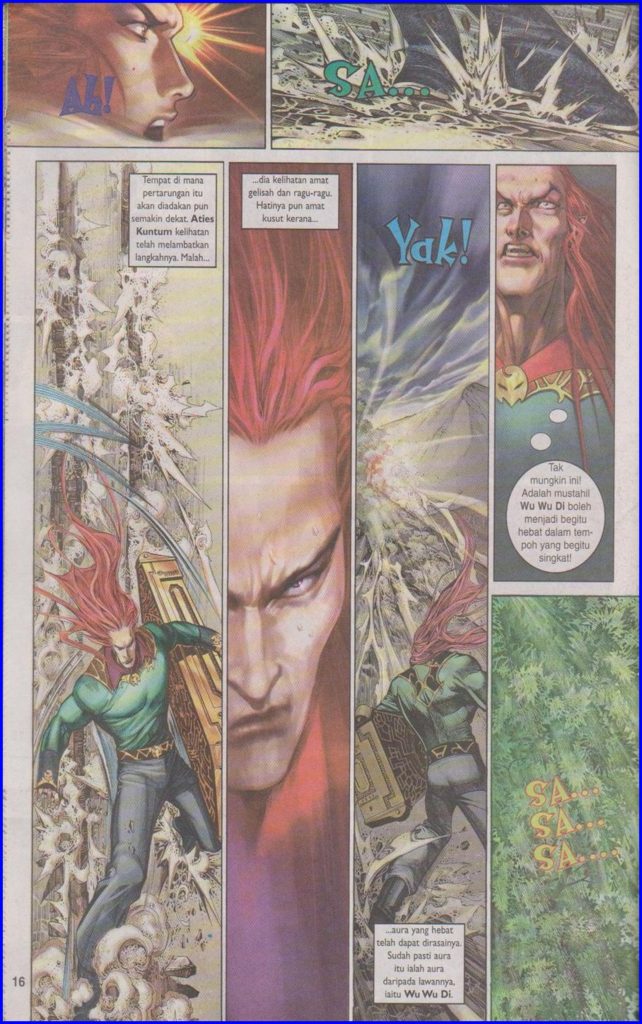 Ah!
SA....
Tempat di mana
pertarungan itu
akan diadakan pun
semakin dekat. Aties
Kuntum kelihatan
telah melambatkan
langkahnya. Malah...
...dia kelihatan amat
gelisah dan ragu-ragu.
Hatinya pun amat
kusut kerana...
Yak!
...aura yang hebat
telah dapat dirasainya.
Sudah pasti aura
itu ialah aura
daripada lawannya,
iaitu Wu Wu Di.
Tak
mungkin ini!
Adalah mustahil
Wu Wu Di boleh
menjadi begitu
hebat dalam tem-
poh yang begitu
singkat!
SA...
SA...
SA....
16